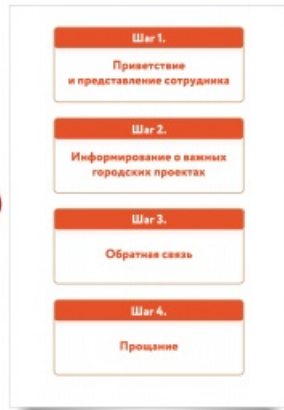 Шаг 1.
Приветствие
и представление сотрудника
Шаг 2.
Информирование о важных
городских проектах
Шаг 3.
Обратная связь
Шаг 4.
Прощание